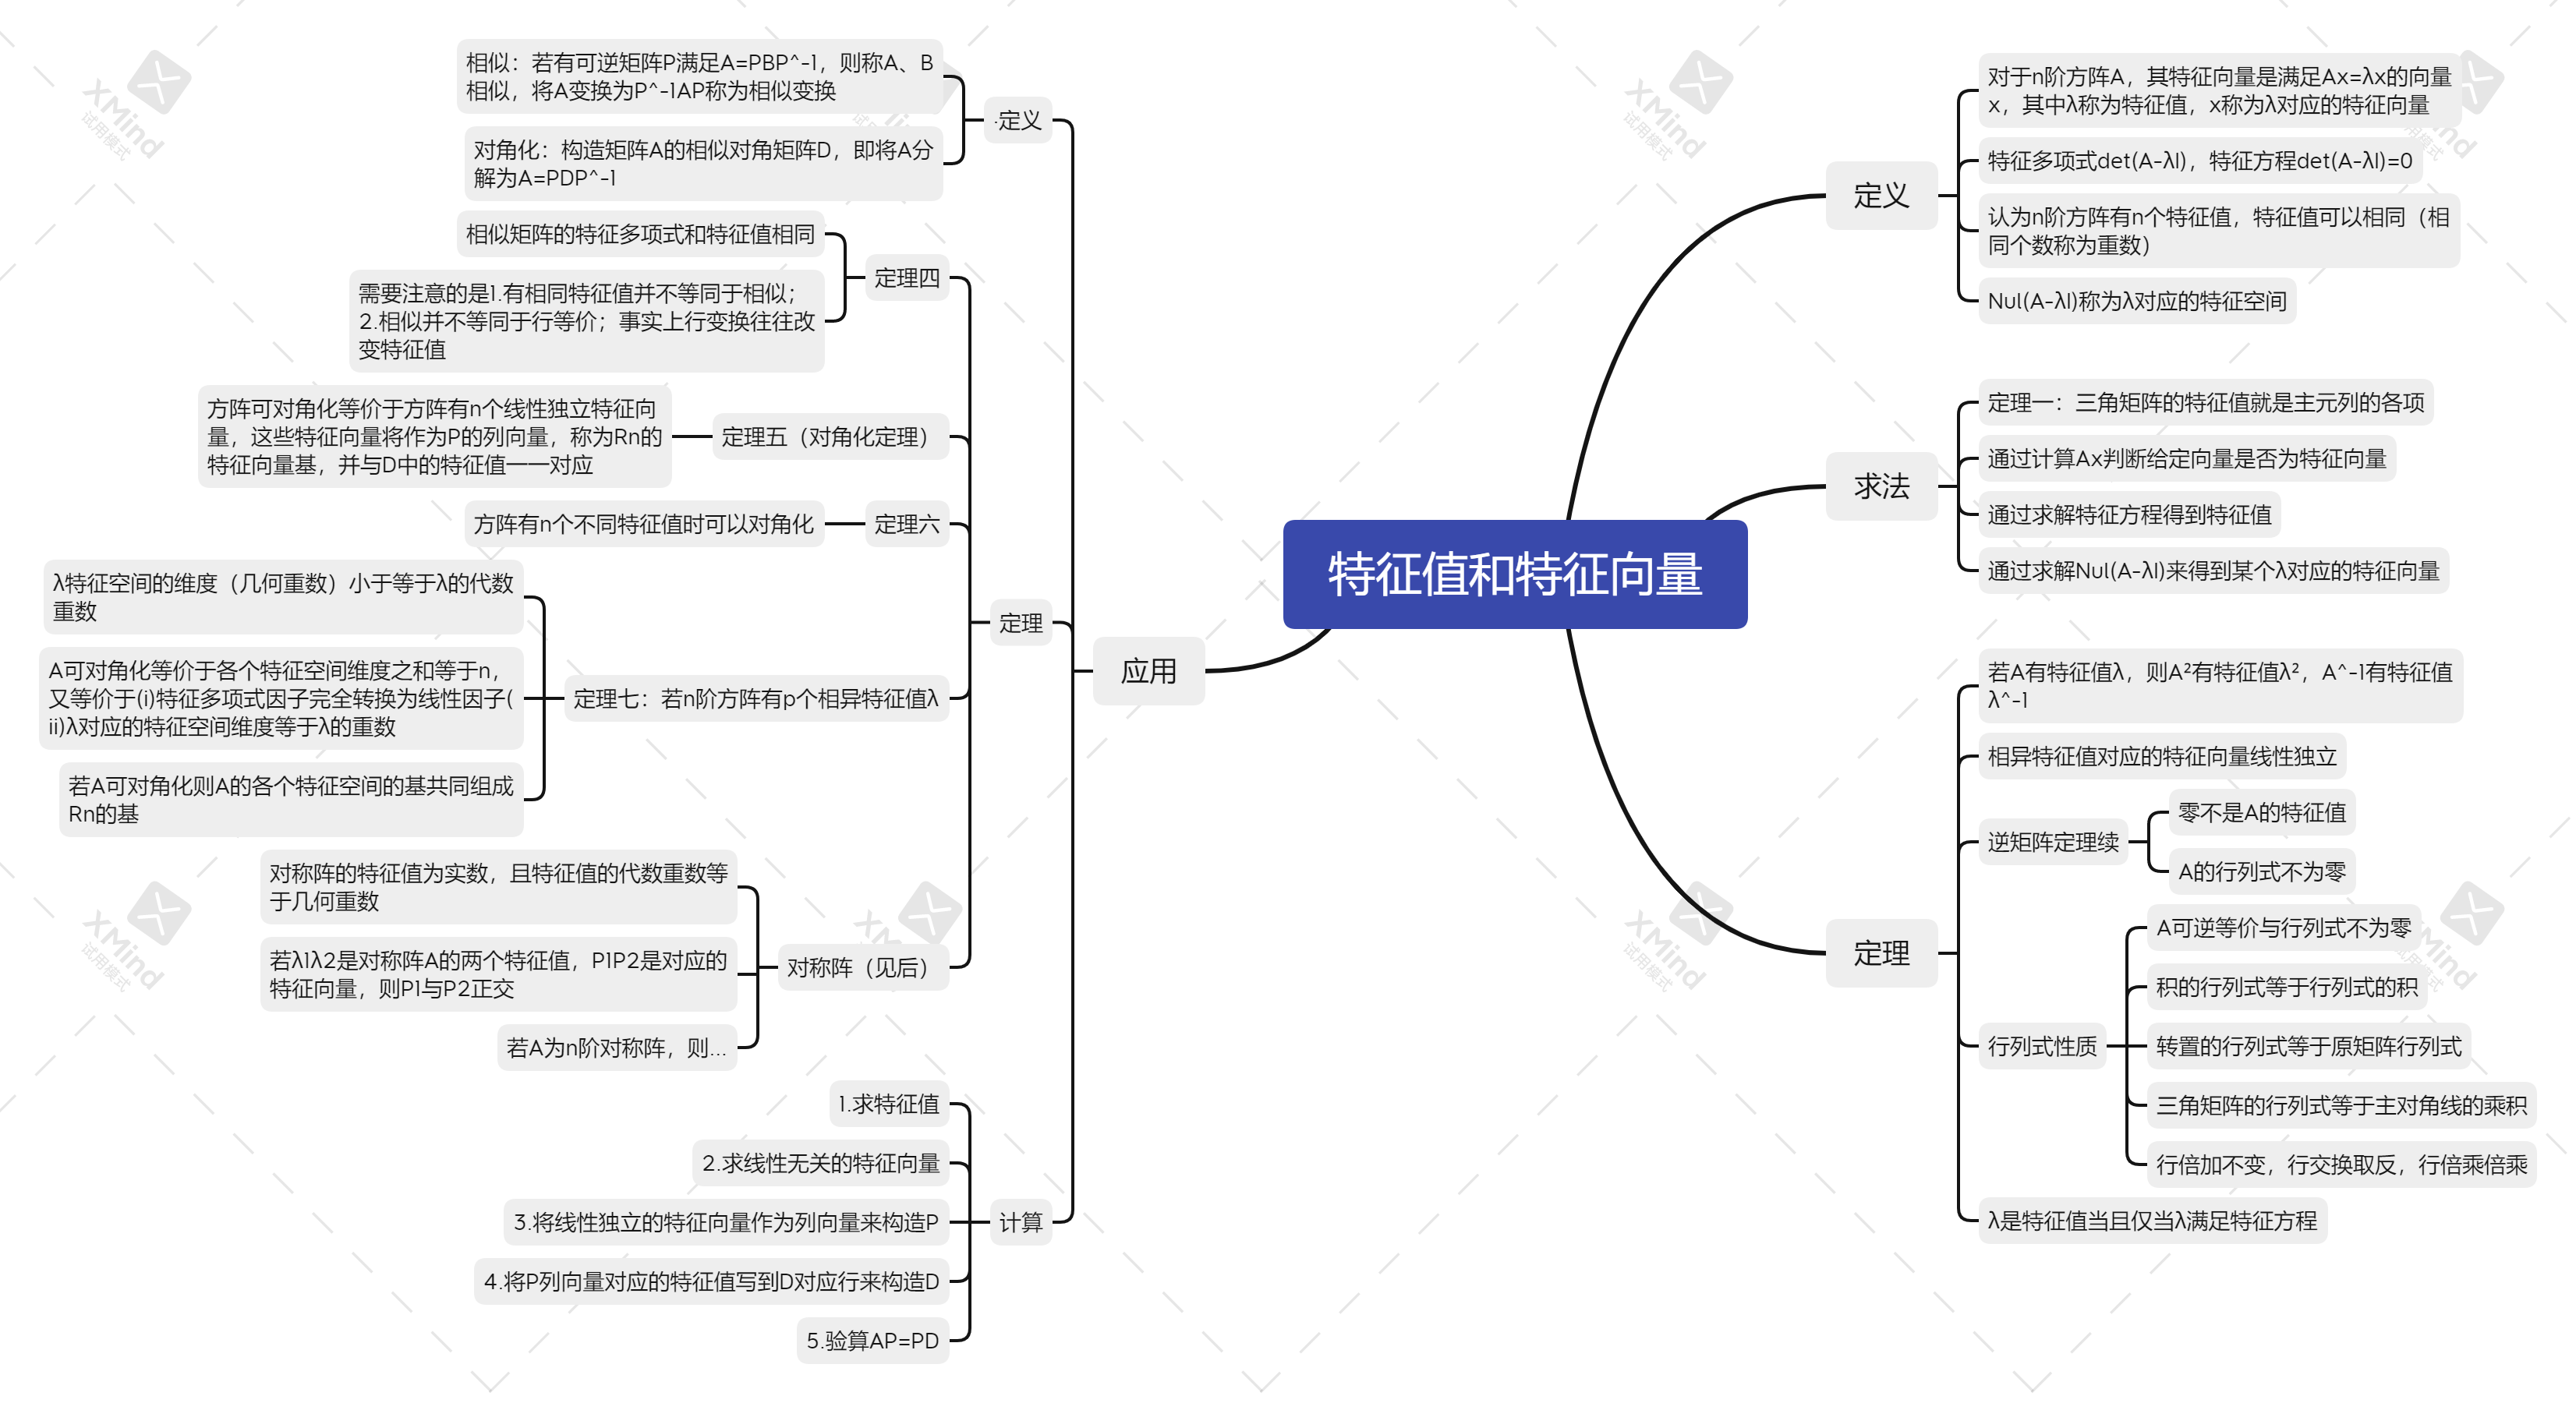 特征值和特征向量
定义
对于n阶方阵A，其特征向量是满足Ax=λx的向量
x，其中λ称为特征值，x称为λ对应的特征向量
特征多项式det(A-λI)，特征方程det(A-λI)=0
认为n阶方阵有n个特征值，特征值可以相同（相
同个数称为重数）
Nul(A-λI)称为λ对应的特征空间
求法
定理一：三角矩阵的特征值就是主元列的各项
通过计算Ax判断给定向量是否为特征向量
通过求解特征方程得到特征值
通过求解Nul(A-λI)来得到某个λ对应的特征向量
定理
若A有特征值λ，则A²有特征值λ²，A^-1有特征值
λ^-1
相异特征值对应的特征向量线性独立
逆矩阵定理续
零不是A的特征值
A的行列式不为零
行列式性质
A可逆等价与行列式不为零
积的行列式等于行列式的积
转置的行列式等于原矩阵行列式
三角矩阵的行列式等于主对角线的乘积
行倍加不变，行交换取反，行倍乘倍乘
λ是特征值当且仅当λ满足特征方程
应用
·定义
相似：若有可逆矩阵P满足A=PBP^-1，则称A、B
相似，将A变换为P^-1AP称为相似变换
对角化：构造矩阵A的相似对角矩阵D，即将A分
解为A=PDP^-1
定理
定理四
相似矩阵的特征多项式和特征值相同
需要注意的是1.有相同特征值并不等同于相似；
2.相似并不等同于行等价；事实上行变换往往改
变特征值
定理五（对角化定理）
方阵可对角化等价于方阵有n个线性独立特征向
量，这些特征向量将作为P的列向量，称为Rn的
特征向量基，并与D中的特征值一一对应
定理六
方阵有n个不同特征值时可以对角化
定理七：若n阶方阵有p个相异特征值λ
λ特征空间的维度（几何重数）小于等于λ的代数
重数
A可对角化等价于各个特征空间维度之和等于n，
又等价于(i)特征多项式因子完全转换为线性因子(
ii)λ对应的特征空间维度等于λ的重数
若A可对角化则A的各个特征空间的基共同组成
Rn的基
对称阵（见后）
对称阵的特征值为实数，且特征值的代数重数等
于几何重数
若λ1λ2是对称阵A的两个特征值，P1P2是对应的
特征向量，则P1与P2正交
若A为n阶对称阵，则...
计算
1.求特征值
2.求线性无关的特征向量
3.将线性独立的特征向量作为列向量来构造P
4.将P列向量对应的特征值写到D对应行来构造D
5.验算AP=PD
XMind
试用模式
XMind
试用模式
XMind
试用模式
XMind
试用模式